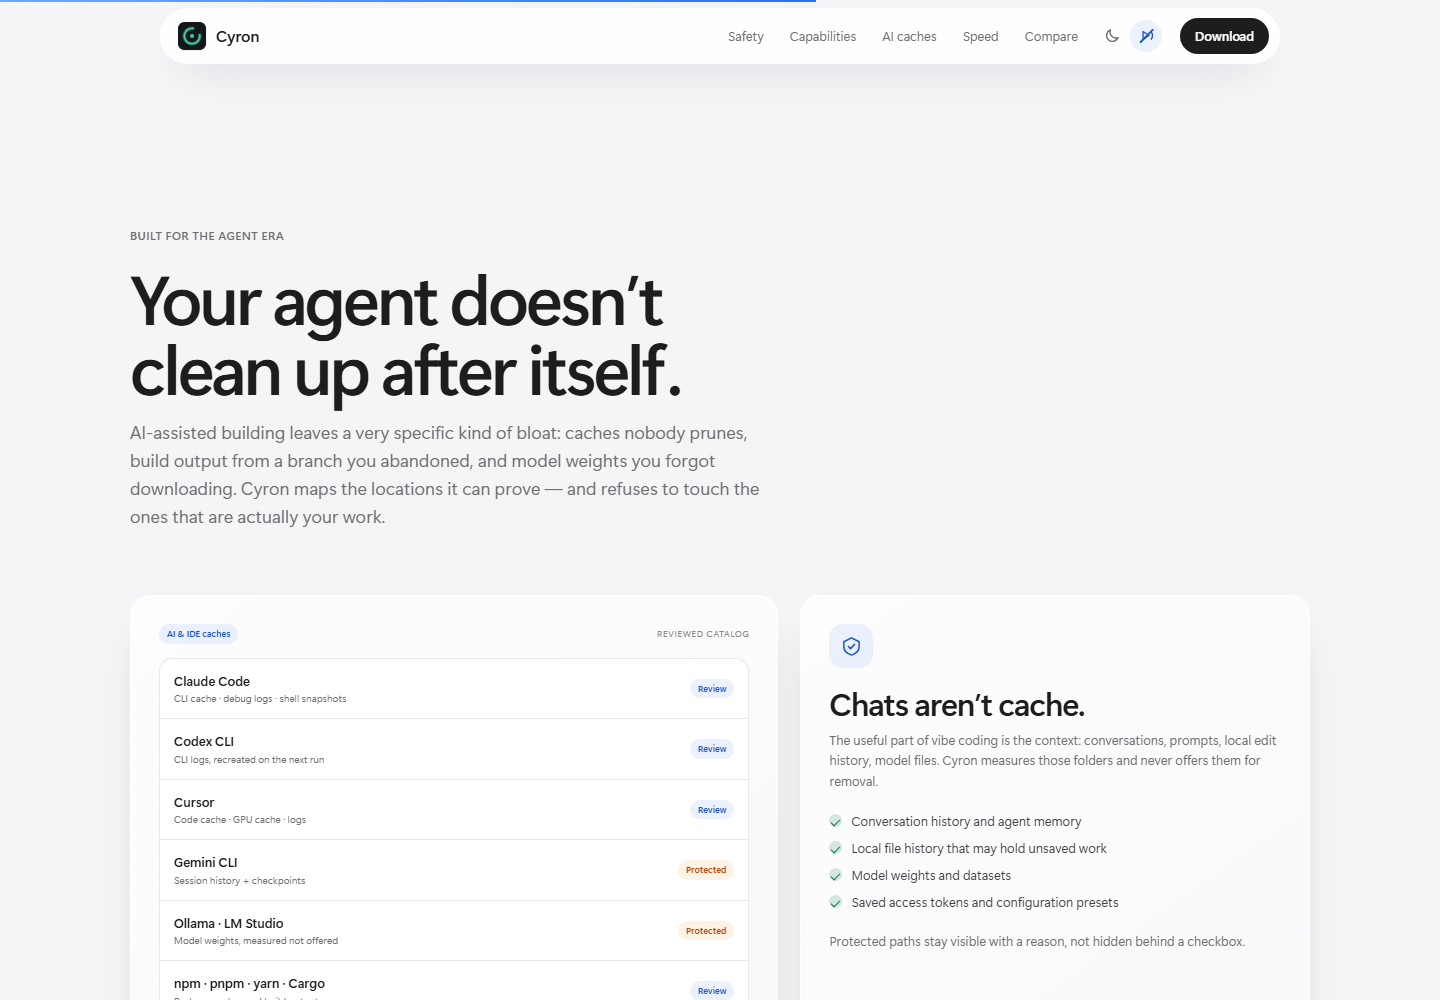 Cyron
Safety
Capabilities
AI caches
Speed
Compare
Download
BUILT FOR THE AGENT ERA
Your agent doesn’t
clean up after itself.
AI-assisted building leaves a very specific kind of bloat: caches nobody prunes,
build output from a branch you abandoned, and model weights you forgot
downloading. Cyron maps the locations it can prove — and refuses to touch the
ones that are actually your work.
AI & IDE caches
REVIEWED CATALOG
Claude Code
CLI cache · debug logs · shell snapshots
Review
Codex CLI
CLI logs, recreated on the next run
Review
Cursor
Code cache · GPU cache · logs
Review
Gemini CLI
Session history + checkpoints
Protected
Ollama · LM Studio
Model weights, measured not offered
Protected
npm · pnpm · yarn · Cargo
Review
Chats aren’t cache.
The useful part of vibe coding is the context: conversations, prompts, local edit
history, model files. Cyron measures those folders and never offers them for
removal.
Conversation history and agent memory
Local file history that may hold unsaved work
Model weights and datasets
Saved access tokens and configuration presets
Protected paths stay visible with a reason, not hidden behind a checkbox.